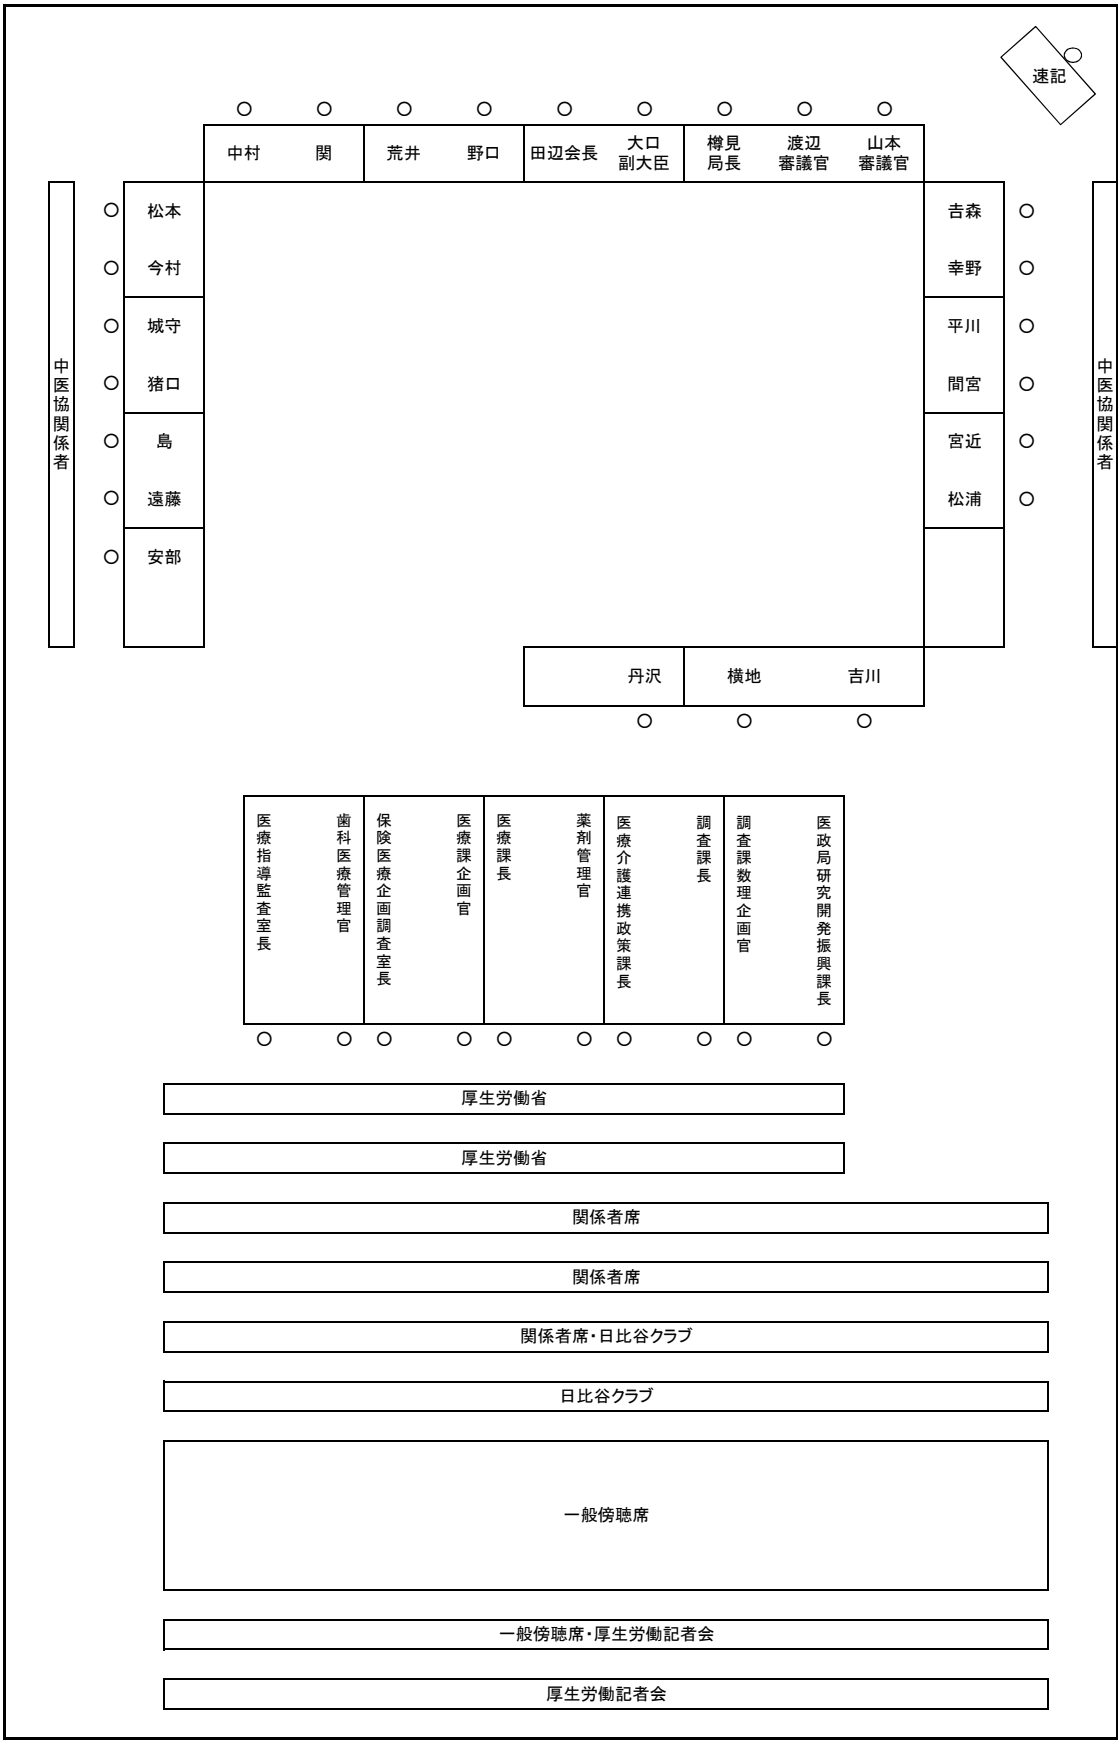 速記
中村
関
荒井
野口
田辺会長
大口
副大臣
樽見
局長
渡辺
審議官
山本
審議官
松本
今村
城守
猪口
島
遠藤
安部
𠮷森
幸野
平川
間宮
宮近
松浦
中医協関係者
中医協関係者
丹沢
横地
吉川
医療指導監査室長
歯科医療管理官
保険医療企画調査室長
医療課企画官
医療課長
薬剤管理官
医療介護連携政策課長
調査課長
調査課数理企画官
医政局研究開発振興課長
厚生労働省
厚生労働省
関係者席
関係者席
関係者席・日比谷クラブ
日比谷クラブ
一般傍聴席
一般傍聴席・厚生労働記者会
厚生労働記者会